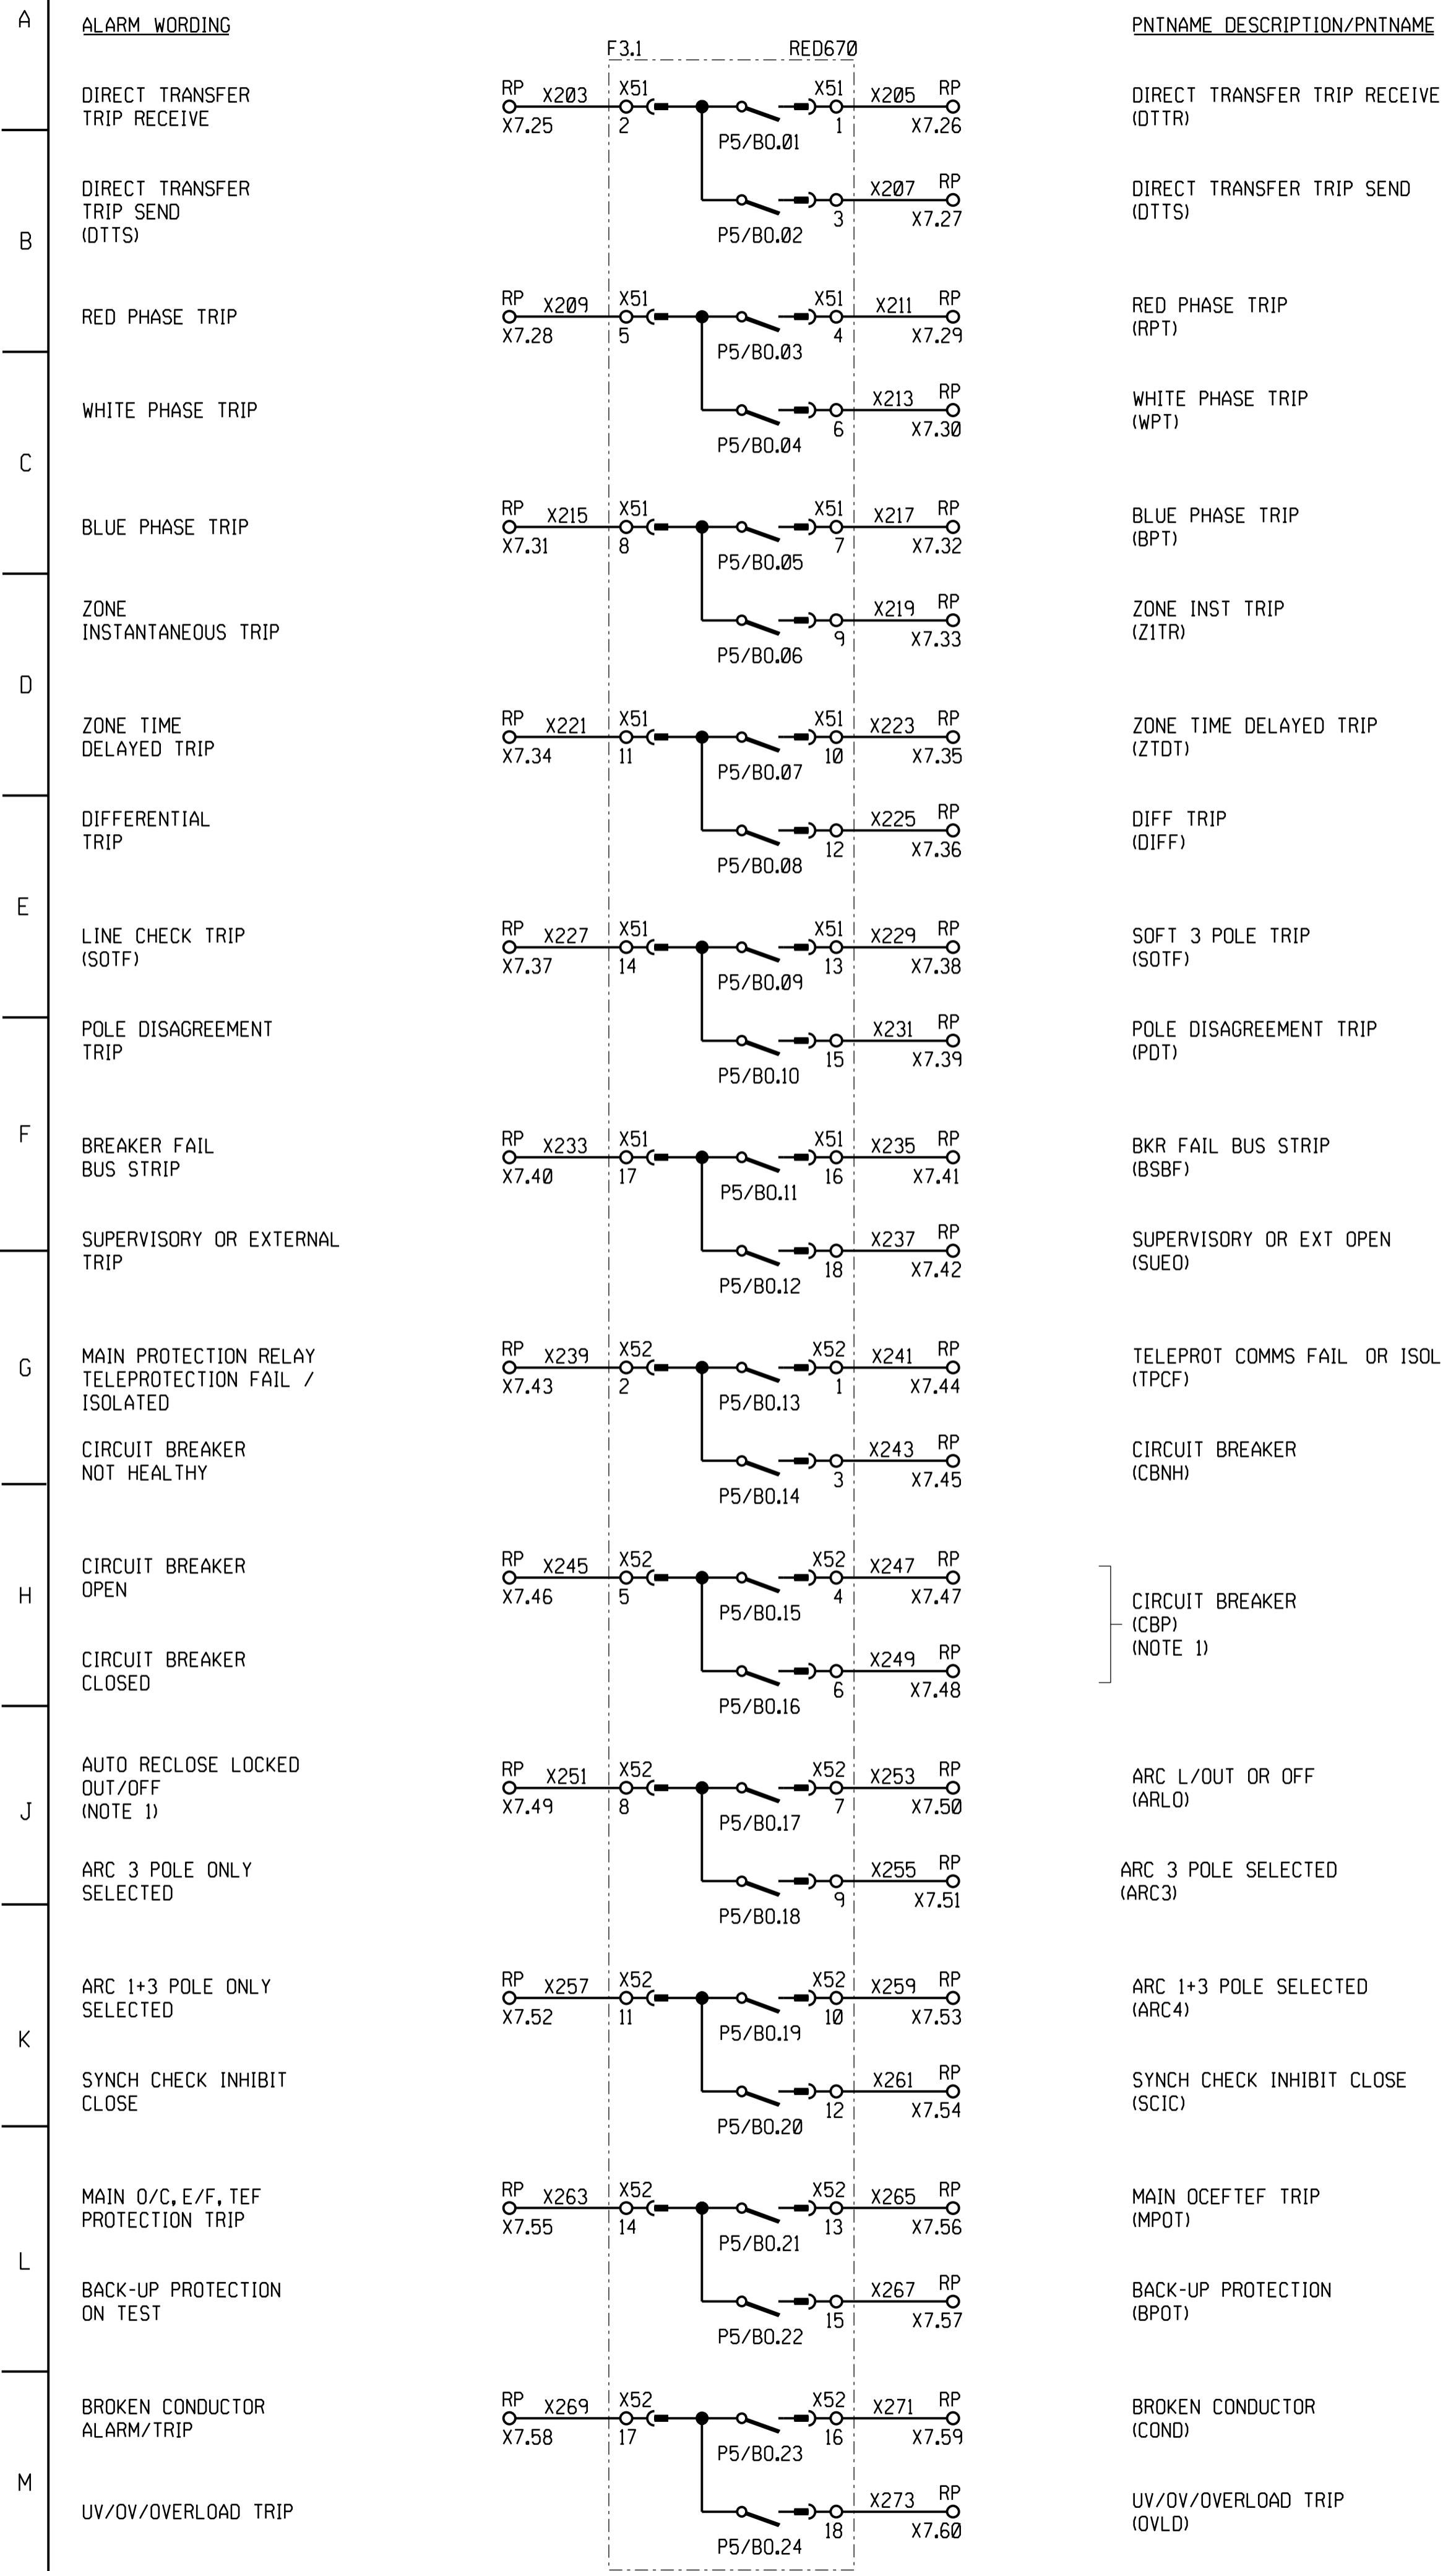 A
ALARM WORDING
PNTNAME DESCRIPTION/PNTNAME
F3.1 RED670
DIRECT TRANSFER
TRIP RECEIVE
RP X203 X51 X51 X205 RP
X7.25 2 P5/BO.01 1 X7.26
DIRECT TRANSFER TRIP RECEIVE
(DTTR)
DIRECT TRANSFER
TRIP SEND
(DTTS)
X207 RP
P5/BO.02 3 X7.27
DIRECT TRANSFER TRIP SEND
(DTTS)
B
RED PHASE TRIP
RP X209 X51 X51 X211 RP
X7.28 5 P5/BO.03 4 X7.29
RED PHASE TRIP
(RPT)
WHITE PHASE TRIP
X213 RP
P5/BO.04 6 X7.30
WHITE PHASE TRIP
(WPT)
C
BLUE PHASE TRIP
RP X215 X51 X51 X217 RP
X7.31 8 P5/BO.05 7 X7.32
BLUE PHASE TRIP
(BPT)
ZONE
INSTANTANEOUS TRIP
X219 RP
P5/BO.06 9 X7.33
ZONE INST TRIP
(Z1TR)
D
ZONE TIME
DELAYED TRIP
RP X221 X51 X51 X223 RP
X7.34 11 P5/BO.07 10 X7.35
ZONE TIME DELAYED TRIP
(ZTDT)
DIFFERENTIAL
TRIP
X225 RP
P5/BO.08 12 X7.36
DIFF TRIP
(DIFF)
E
LINE CHECK TRIP
(SOTF)
RP X227 X51 X51 X229 RP
X7.37 14 P5/BO.09 13 X7.38
SOFT 3 POLE TRIP
(SOTF)
POLE DISAGREEMENT
TRIP
X231 RP
P5/BO.10 15 X7.39
POLE DISAGREEMENT TRIP
(PDT)
F
BREAKER FAIL
BUS STRIP
RP X233 X51 X51 X235 RP
X7.40 17 P5/BO.11 16 X7.41
BKR FAIL BUS STRIP
(BSBF)
SUPERVISORY OR EXTERNAL
TRIP
X237 RP
P5/BO.12 18 X7.42
SUPERVISORY OR EXT OPEN
(SUEO)
G
MAIN PROTECTION RELAY
TELEPROTECTION FAIL /
ISOLATED
RP X239 X52 X52 X241 RP
X7.43 2 P5/BO.13 1 X7.44
TELEPROT COMMS FAIL OR ISOL
(TPCF)
CIRCUIT BREAKER
NOT HEALTHY
X243 RP
P5/BO.14 3 X7.45
CIRCUIT BREAKER
(CBNH)
H
CIRCUIT BREAKER
OPEN
RP X245 X52 X52 X247 RP
X7.46 5 P5/BO.15 4 X7.47
CIRCUIT BREAKER
(CBP)
(NOTE 1)
CIRCUIT BREAKER
CLOSED
X249 RP
P5/BO.16 6 X7.48
J
AUTO RECLOSE LOCKED
OUT/OFF
(NOTE 1)
RP X251 X52 X52 X253 RP
X7.49 8 P5/BO.17 7 X7.50
ARC L/OUT OR OFF
(ARLO)
ARC 3 POLE ONLY
SELECTED
X255 RP
P5/BO.18 9 X7.51
ARC 3 POLE SELECTED
(ARC3)
K
ARC 1+3 POLE ONLY
SELECTED
RP X257 X52 X52 X259 RP
X7.52 11 P5/BO.19 10 X7.53
ARC 1+3 POLE SELECTED
(ARC4)
SYNCH CHECK INHIBIT
CLOSE
X261 RP
P5/BO.20 12 X7.54
SYNCH CHECK INHIBIT CLOSE
(SCIC)
L
MAIN O/C,E/F,TEF
PROTECTION TRIP
RP X263 X52 X52 X265 RP
X7.55 14 P5/BO.21 13 X7.56
MAIN OCEFTEF TRIP
(MPOT)
BACK-UP PROTECTION
ON TEST
X267 RP
P5/BO.22 15 X7.57
BACK-UP PROTECTION
(BPOT)
M
BROKEN CONDUCTOR
ALARM/TRIP
RP X269 X52 X52 X271 RP
X7.58 17 P5/BO.23 16 X7.59
BROKEN CONDUCTOR
(COND)
UV/OV/OVERLOAD TRIP
X273 RP
P5/BO.24 18 X7.60
UV/OV/OVERLOAD TRIP
(OVLD)